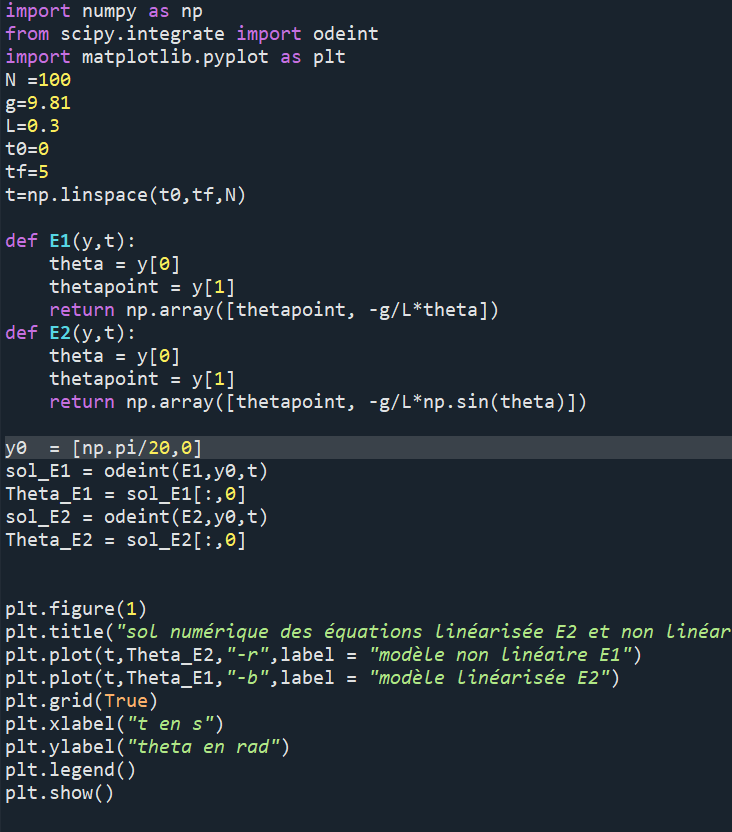 import numpy as np
from scipy.integrate import odeint
import matplotlib.pyplot as plt
N =100
g=9.81
L=0.3
t0=0
tf=5
t=np.linspace(t0,tf,N)
def E1(y,t):
    theta = y[0]
    thetapoint = y[1]
    return np.array([thetapoint, -g/L*theta])
def E2(y,t):
    theta = y[0]
    thetapoint = y[1]
    return np.array([thetapoint, -g/L*np.sin(theta)])
y0  = [np.pi/20,0]
sol_E1 = odeint(E1,y0,t)
Theta_E1 = sol_E1[:,0]
sol_E2 = odeint(E2,y0,t)
Theta_E2 = sol_E2[:,0]
plt.figure(1)
plt.title("sol numérique des équations linéarisée E2 et non linéar
plt.plot(t,Theta_E2,"-r",label = "modèle non linéaire E1")
plt.plot(t,Theta_E1,"-b",label = "modèle linéarisée E2")
plt.grid(True)
plt.xlabel("t en s")
plt.ylabel("theta en rad")
plt.legend()
plt.show()